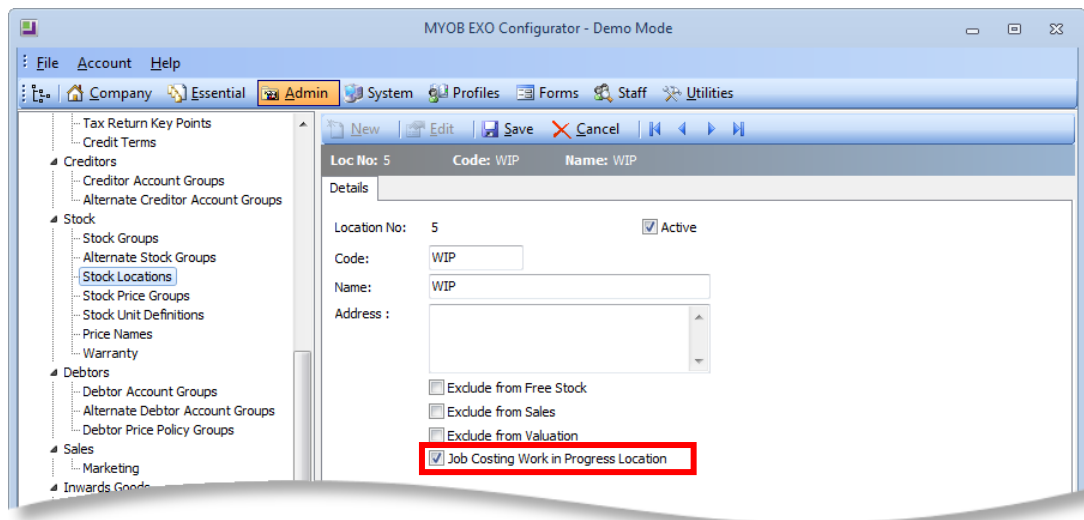 MYOB EXO Configurator - Demo Mode
File Account Help
Company Essential Admin System Profiles Forms Staff Utilities
New Edit Save Cancel
Loc No: 5 Code: WIP Name: WIP
Details
Tax Return Key Points
Credit Terms
Creditors
Creditor Account Groups
Alternate Creditor Account Groups
Stock
Stock Groups
Alternate Stock Groups
Stock Locations
Stock Price Groups
Stock Unit Definitions
Price Names
Warranty
Debtors
Debtor Account Groups
Alternate Debtor Account Groups
Debtor Price Policy Groups
Sales
Marketing
Inwards Goods
Location No: 5 Active
Code: WIP
Name: WIP
Address :
Exclude from Free Stock
Exclude from Sales
Exclude from Valuation
Job Costing Work in Progress Location